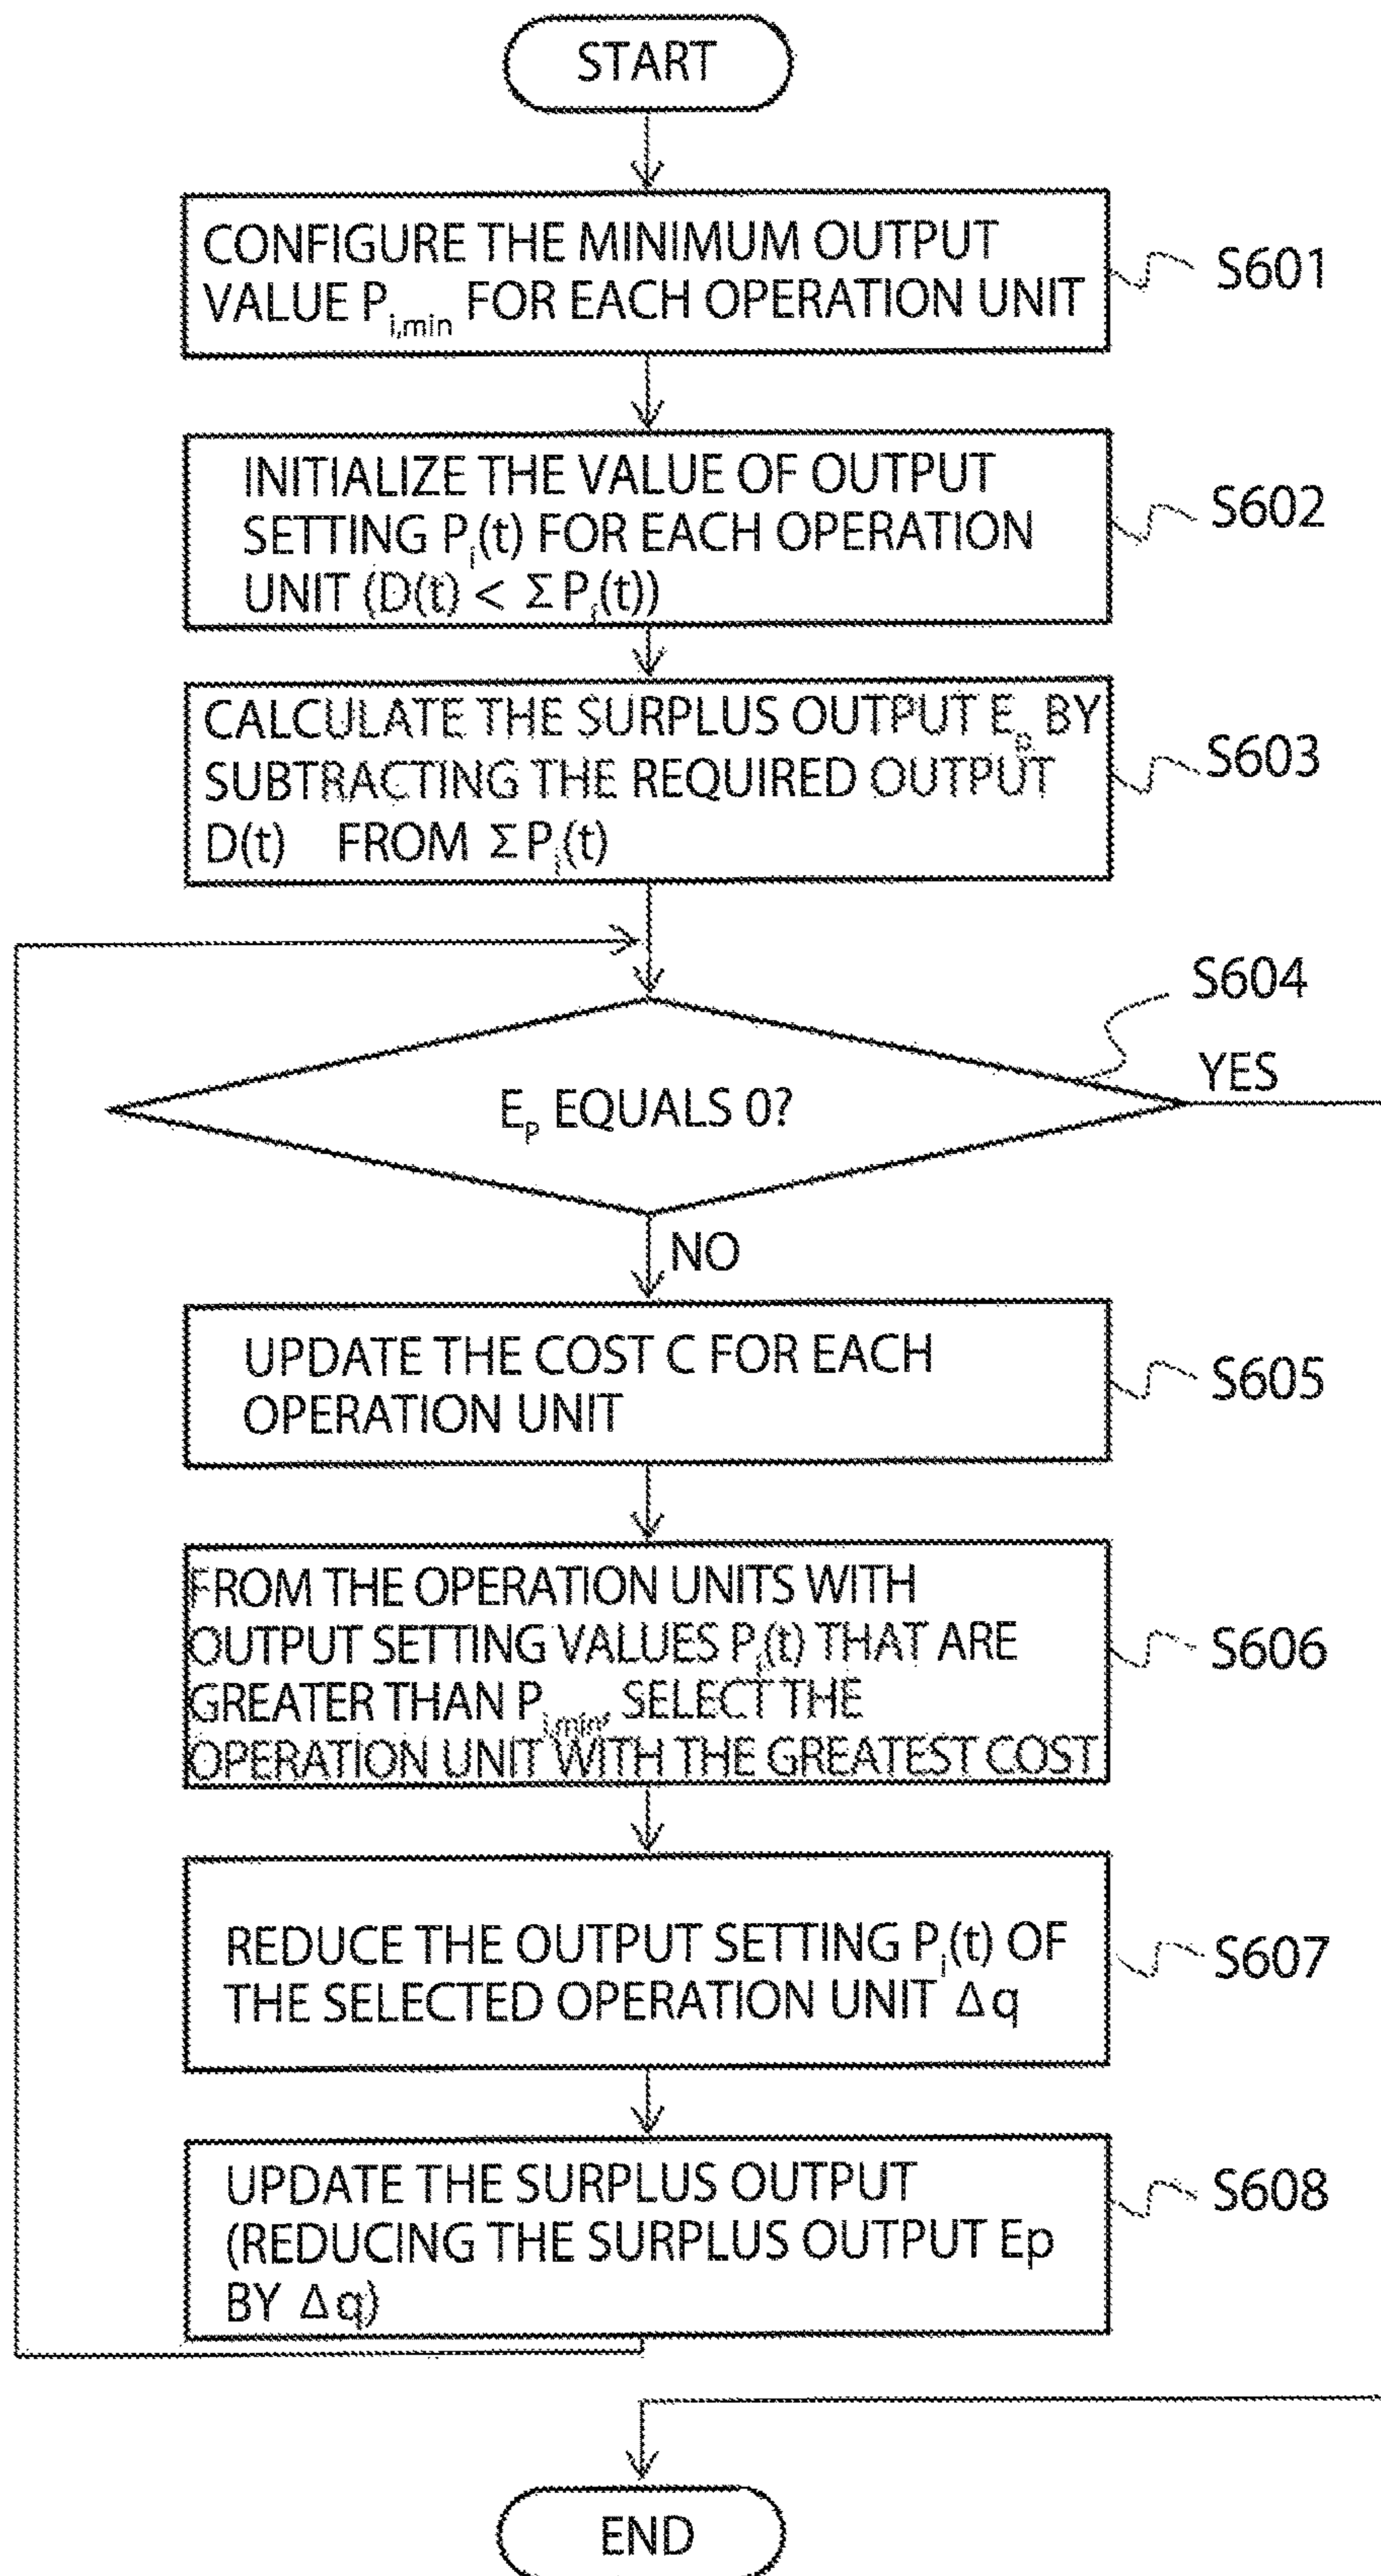 START
CONFIGURE THE MINIMUM OUTPUT
VALUE Pi,min FOR EACH OPERATION UNIT
S601
INITIALIZE THE VALUE OF OUTPUT
SETTING Pi(t) FOR EACH OPERATION
UNIT (D(t) < ΣPi(t))
S602
CALCULATE THE SURPLUS OUTPUT Ep BY
SUBTRACTING THE REQUIRED OUTPUT
D(t) FROM ΣPi(t)
S603
S604
YES
Ep EQUALS 0?
NO
UPDATE THE COST C FOR EACH
OPERATION UNIT
S605
FROM THE OPERATION UNITS WITH
OUTPUT SETTING VALUES Pi(t) THAT ARE
GREATER THAN Pi,min, SELECT THE
OPERATION UNIT WITH THE GREATEST COST
S606
REDUCE THE OUTPUT SETTING Pi(t) OF
THE SELECTED OPERATION UNIT Δq
S607
UPDATE THE SURPLUS OUTPUT
(REDUCING THE SURPLUS OUTPUT Ep
BY Δq)
S608
END